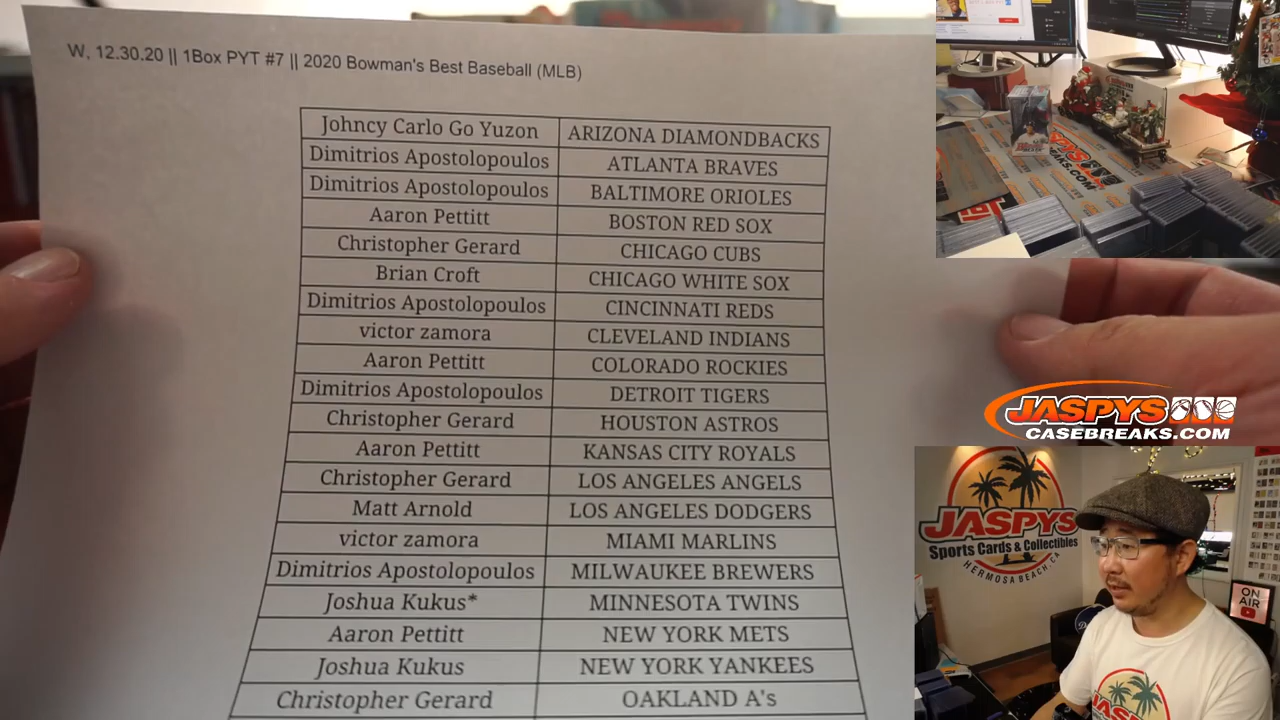 W, 12.30.20 || 1Box PYT #7 || 2020 Bowman's Best Baseball (MLB)
Johncy Carlo Go Yuzon ARIZONA DIAMONDBACKS
Dimitrios Apostolopoulos ATLANTA BRAVES
Dimitrios Apostolopoulos BALTIMORE ORIOLES
Aaron Pettitt BOSTON RED SOX
Christopher Gerard CHICAGO CUBS
Brian Croft CHICAGO WHITE SOX
Dimitrios Apostolopoulos CINCINNATI REDS
victor zamora CLEVELAND INDIANS
Aaron Pettitt COLORADO ROCKIES
Dimitrios Apostolopoulos DETROIT TIGERS
Christopher Gerard HOUSTON ASTROS
Aaron Pettitt KANSAS CITY ROYALS
Christopher Gerard LOS ANGELES ANGELS
Matt Arnold LOS ANGELES DODGERS
victor zamora MIAMI MARLINS
Dimitrios Apostolopoulos MILWAUKEE BREWERS
Joshua Kukus* MINNESOTA TWINS
Aaron Pettitt NEW YORK METS
Joshua Kukus NEW YORK YANKEES
Christopher Gerard OAKLAND A's
JASPYS
CASEBREAKS.COM
JASPYS
Sports Cards & Collectibles
HERMOSA BEACH, CA
ON
AIR